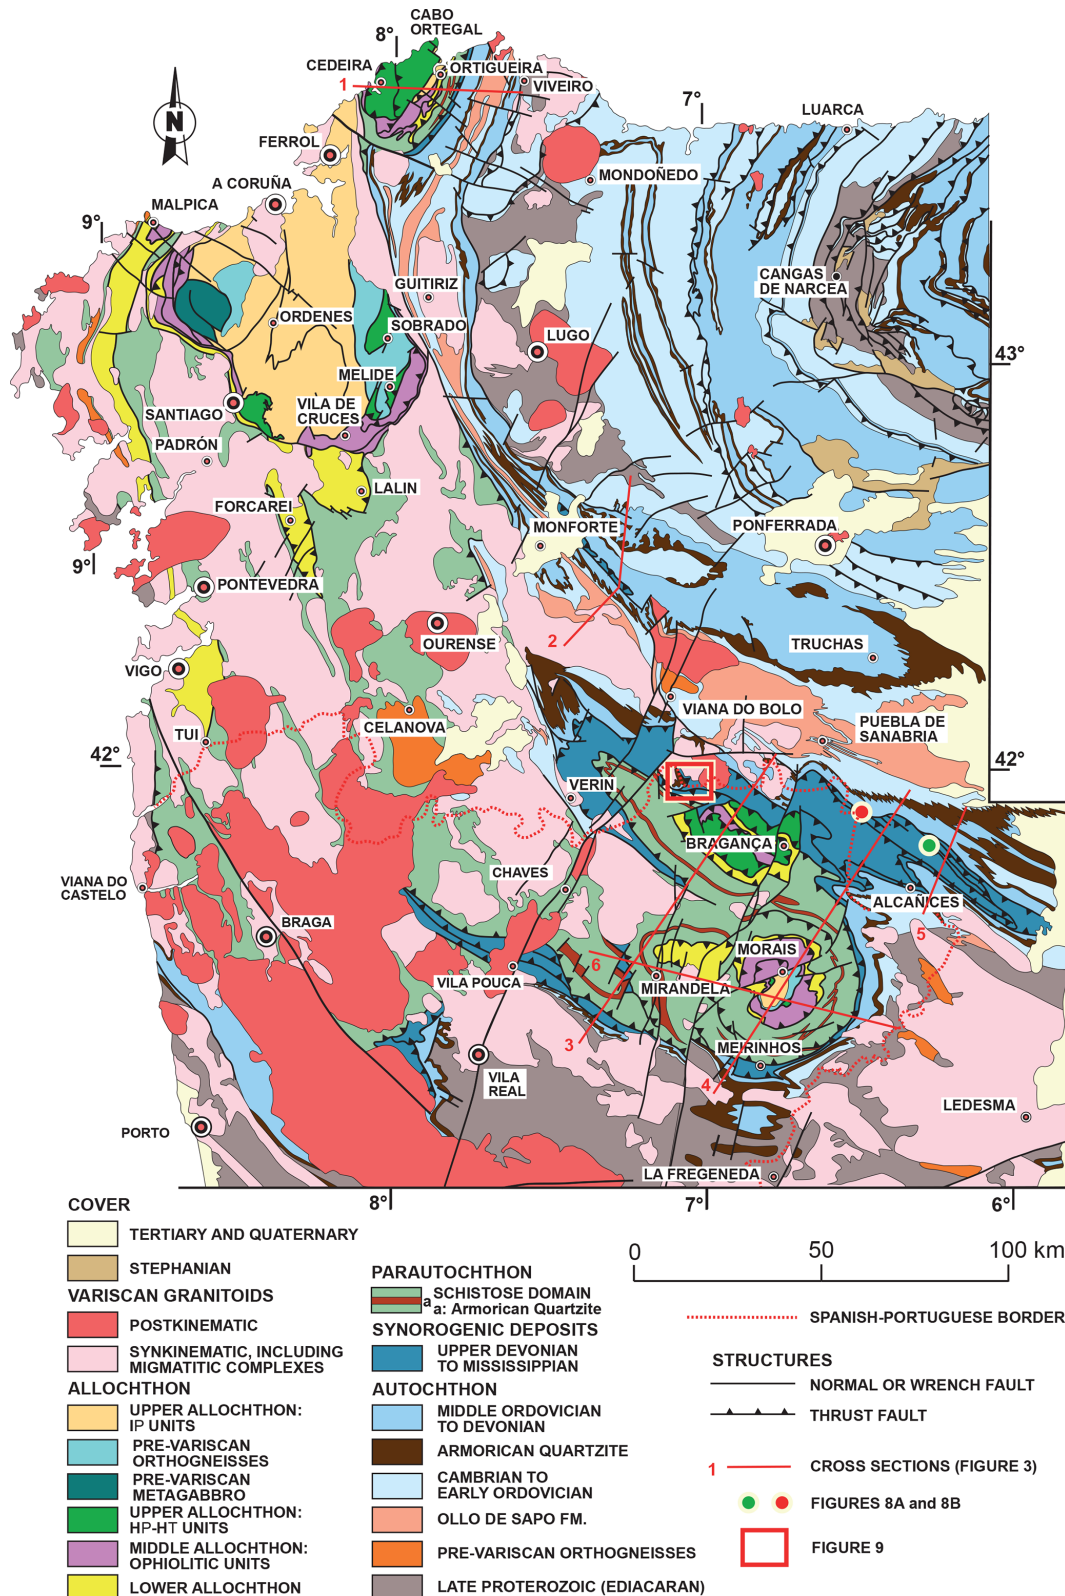 CABO
ORTEGAL
8°
CEDEIRA
ORTIGUEIRA
1
VIVEIRO
7°
LUARCA
N
FERROL
MONDOÑEDO
A CORUÑA
MALPICA
9°
CANGAS
DE NARCEA
GUITIRIZ
ORDENES
SOBRADO
LUGO
43°
MELIDE
SANTIAGO
VILA DE
CRUCES
PADRÓN
LALIN
FORCAREI
MONFORTE
PONFERRADA
9°
PONTEVEDRA
2
OURENSE
TRUCHAS
VIGO
VIANA DO BOLO
CELANOVA
PUEBLA DE
SANABRIA
TUI
42°
42°
VERIN
BRAGANÇA
CHAVES
VIANA DO
CASTELO
ALCAÑICES
BRAGA
5
MORAIS
6
VILA POUCA
MIRANDELA
3
MEIRINHOS
4
VILA
REAL
LEDESMA
PORTO
LA FREGENEDA
8°
7°
6°
COVER
TERTIARY AND QUATERNARY
STEPHANIAN
VARISCAN GRANITOIDS
POSTKINEMATIC
SYNKINEMATIC, INCLUDING
MIGMATITIC COMPLEXES
ALLOCHTHON
UPPER ALLOCHTHON:
IP UNITS
PRE-VARISCAN
ORTHOGNEISSES
PRE-VARISCAN
METAGABBRO
UPPER ALLOCHTHON:
HP-HT UNITS
MIDDLE ALLOCHTHON:
OPHIOLITIC UNITS
LOWER ALLOCHTHON
PARAUTOCHTHON
a
SCHISTOSE DOMAIN
a: Armorican Quartzite
SYNOROGENIC DEPOSITS
UPPER DEVONIAN
TO MISSISSIPPIAN
AUTOCHTHON
MIDDLE ORDOVICIAN
TO DEVONIAN
ARMORICAN QUARTZITE
CAMBRIAN TO
EARLY ORDOVICIAN
OLLO DE SAPO FM.
PRE-VARISCAN ORTHOGNEISSES
LATE PROTEROZOIC (EDIACARAN)
0 50 100 km
SPANISH-PORTUGUESE BORDER
STRUCTURES
NORMAL OR WRENCH FAULT
THRUST FAULT
1 CROSS SECTIONS (FIGURE 3)
FIGURES 8A and 8B
FIGURE 9